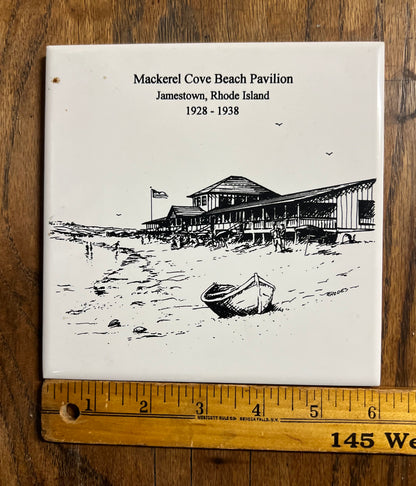 Mackerel Cove Beach Pavilion
Jamestown, Rhode Island
1928 - 1938
1 2 3 4 5 6
145 We